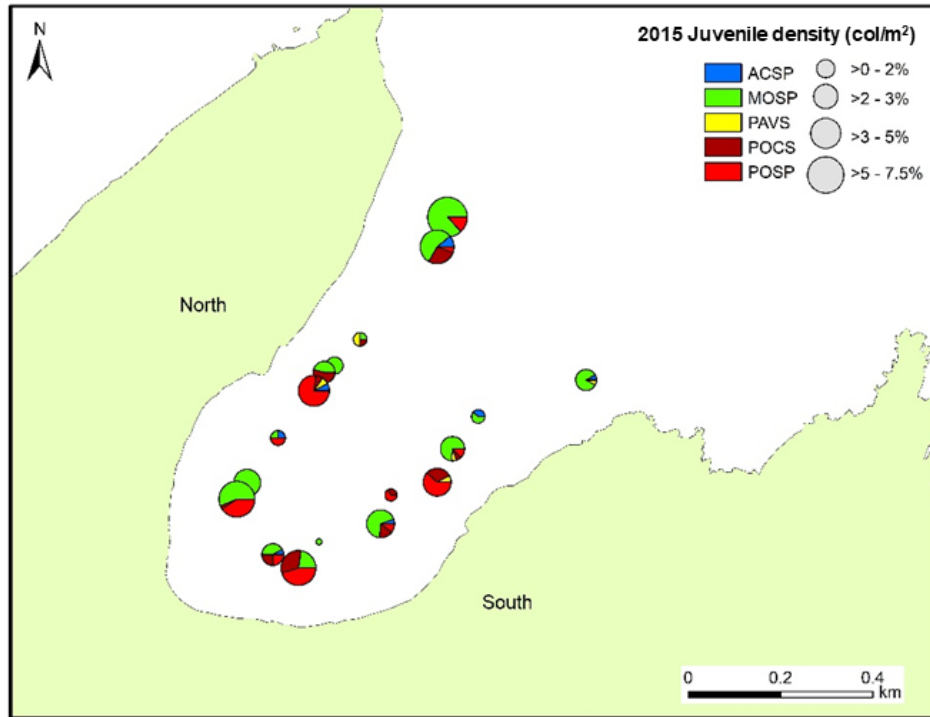 N
2015 Juvenile density (col/m²)
ACSP >0 - 2%
MOSP >2 - 3%
PAVS
POCS >3 - 5%
POSP >5 - 7.5%
North
South
0 0.2 0.4
km